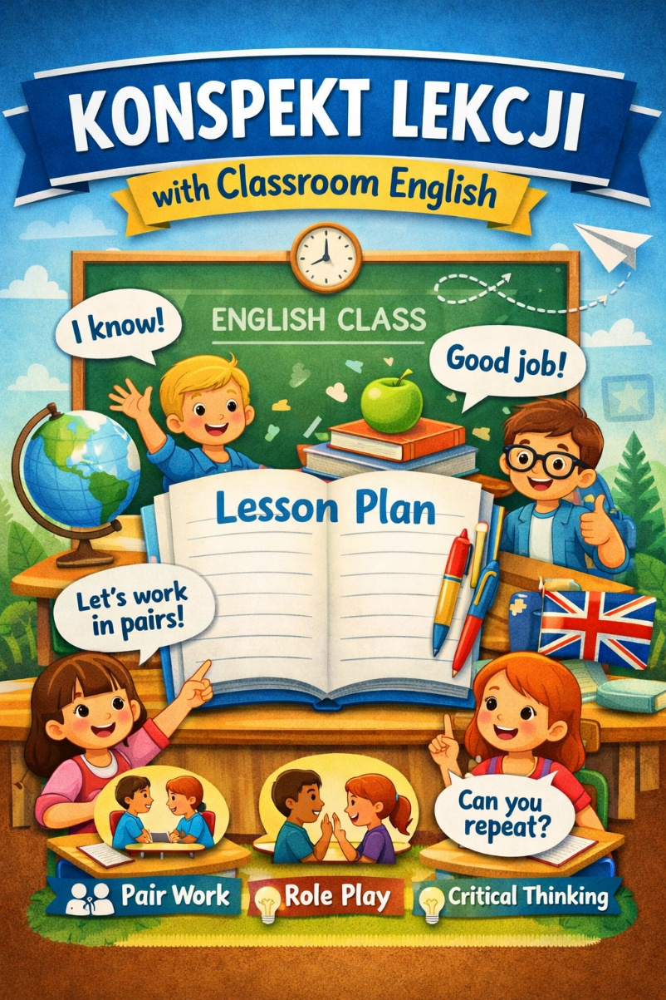 KONSPEKT LEKCJI
with Classroom English
ENGLISH CLASS
I know!
Good job!
Lesson Plan
Let's work
in pairs!
Can you
repeat?
Pair Work
Role Play
Critical Thinking